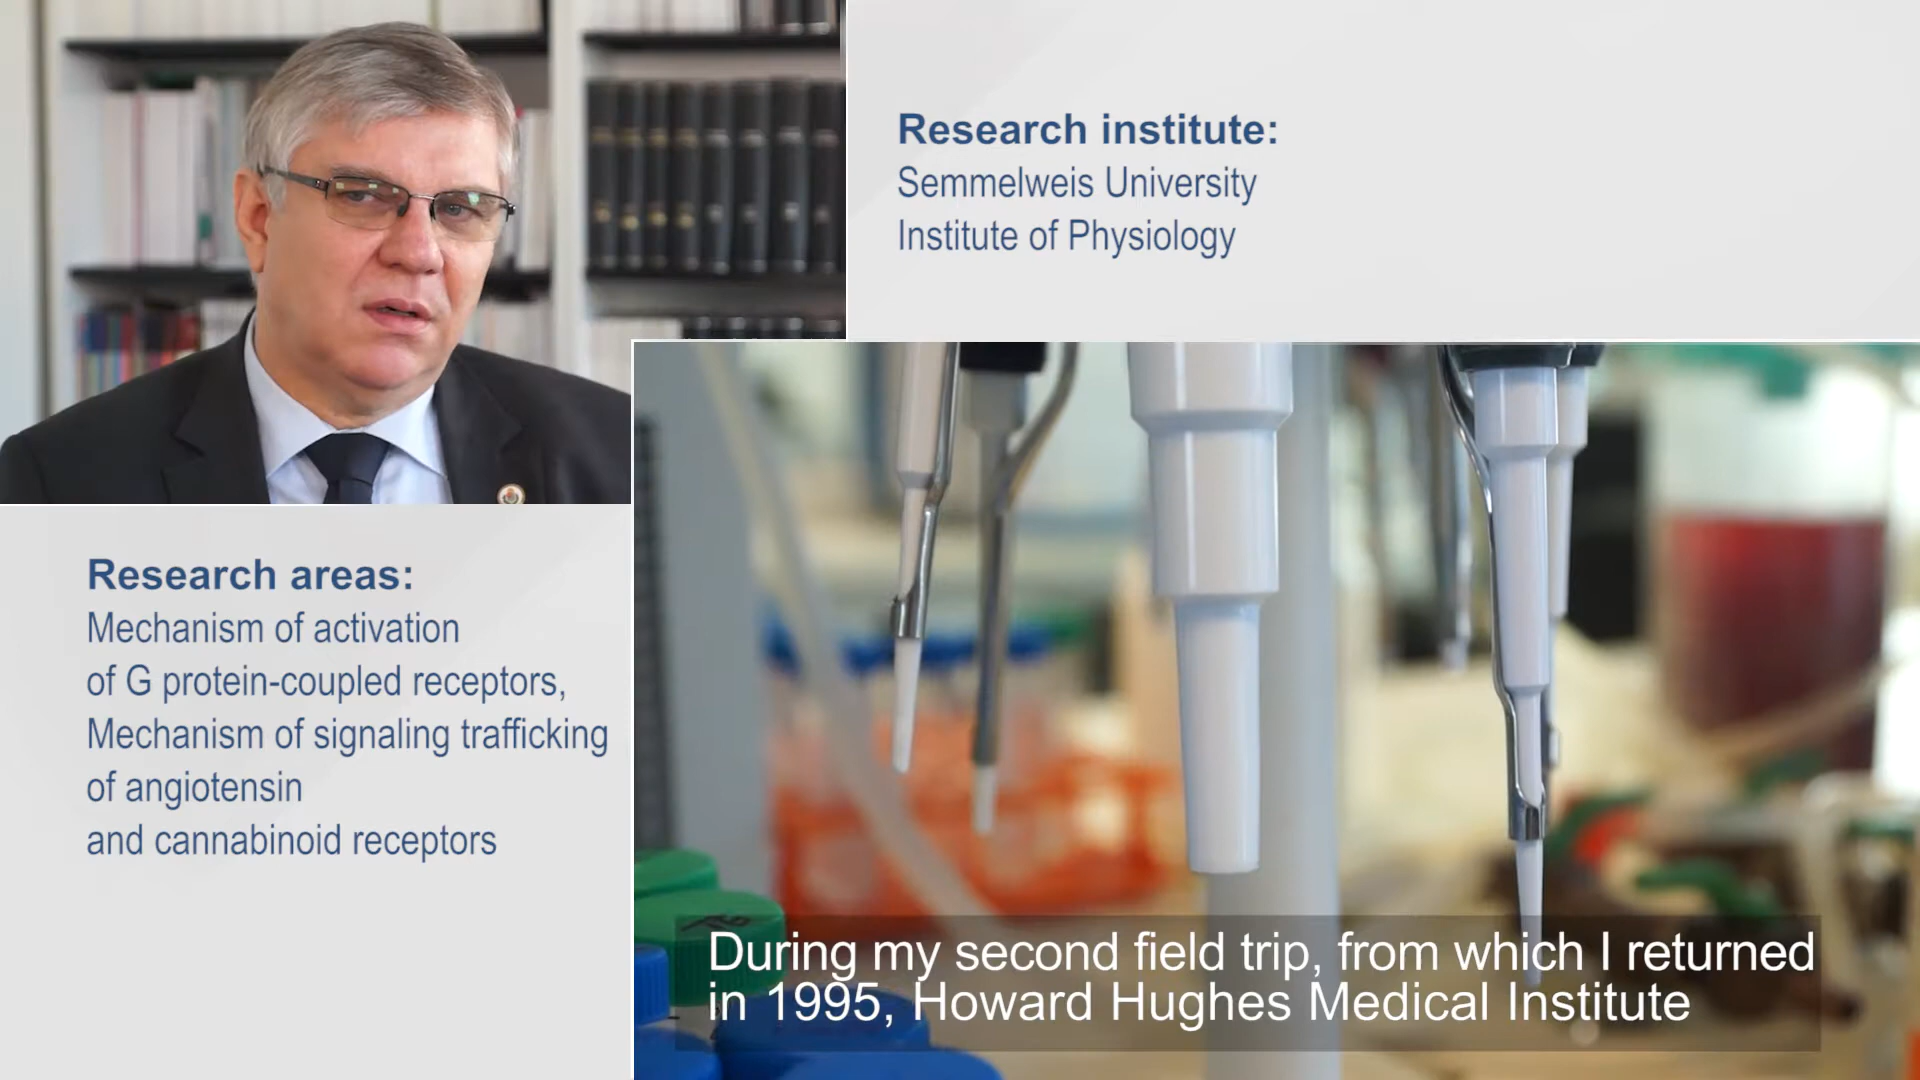 Research institute:
Semmelweis University
Institute of Physiology
Research areas:
Mechanism of activation
of G protein-coupled receptors,
Mechanism of signaling trafficking
of angiotensin
and cannabinoid receptors
During my second field trip, from which I returned
in 1995, Howard Hughes Medical Institute